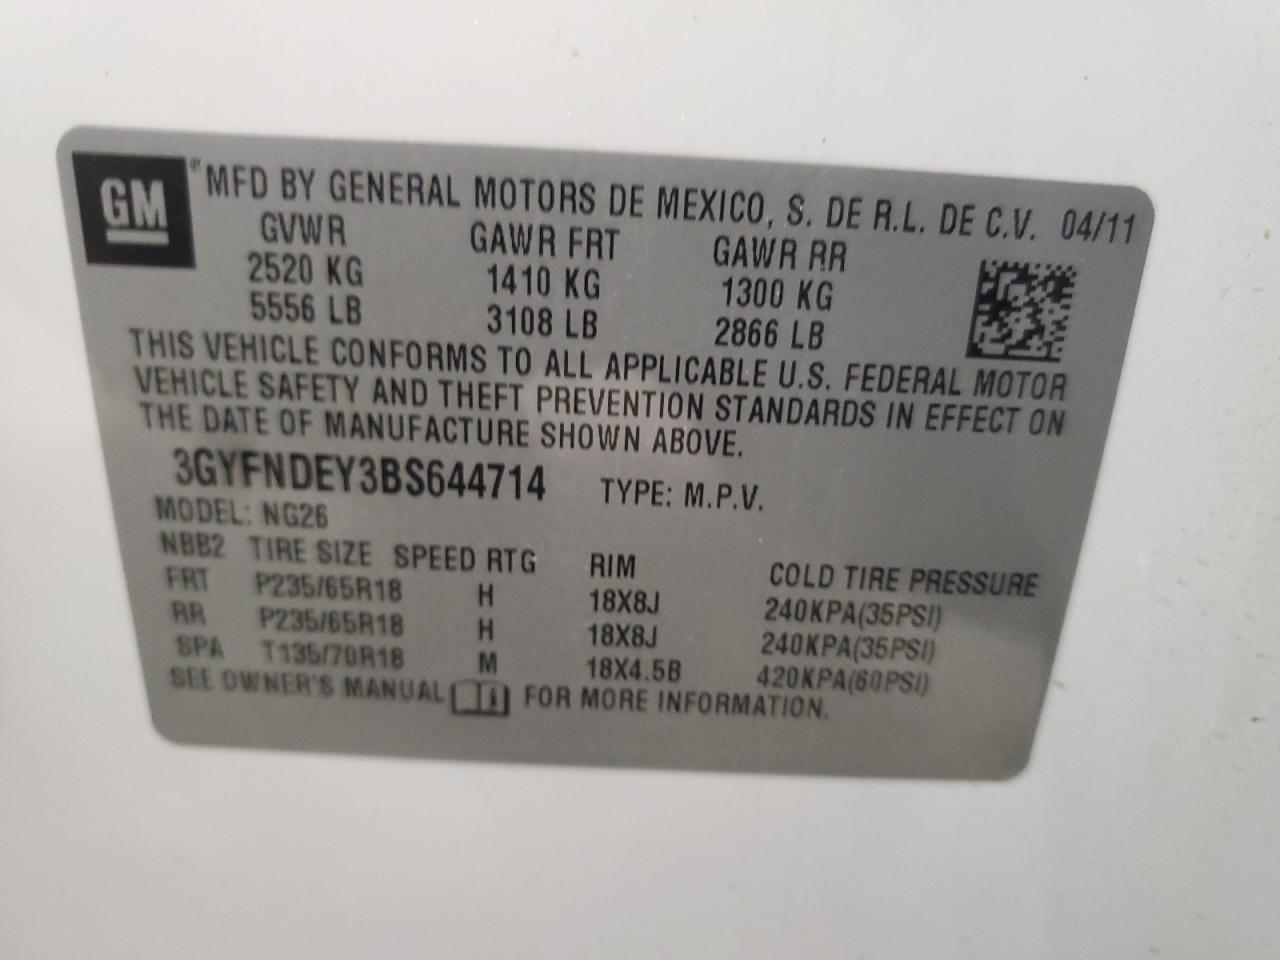 GM ® MFD BY GENERAL MOTORS DE MEXICO, S. DE R.L. DE C.V. 04/11
GVWR GAWR FRT GAWR RR
2520 KG 1410 KG 1300 KG
5556 LB 3108 LB 2866 LB
THIS VEHICLE CONFORMS TO ALL APPLICABLE U.S. FEDERAL MOTOR
VEHICLE SAFETY AND THEFT PREVENTION STANDARDS IN EFFECT ON
THE DATE OF MANUFACTURE SHOWN ABOVE.
3GYFNDEY3BS644714 TYPE: M.P.V.
MODEL: NG26
NBB2 TIRE SIZE SPEED RTG RIM COLD TIRE PRESSURE
FRT P235/65R18 H 18X8J 240KPA(35PSI)
RR P235/65R18 H 18X8J 240KPA(35PSI)
SPA T135/70R18 M 18X4.5B 420KPA(60PSI)
SEE OWNER'S MANUAL FOR MORE INFORMATION.